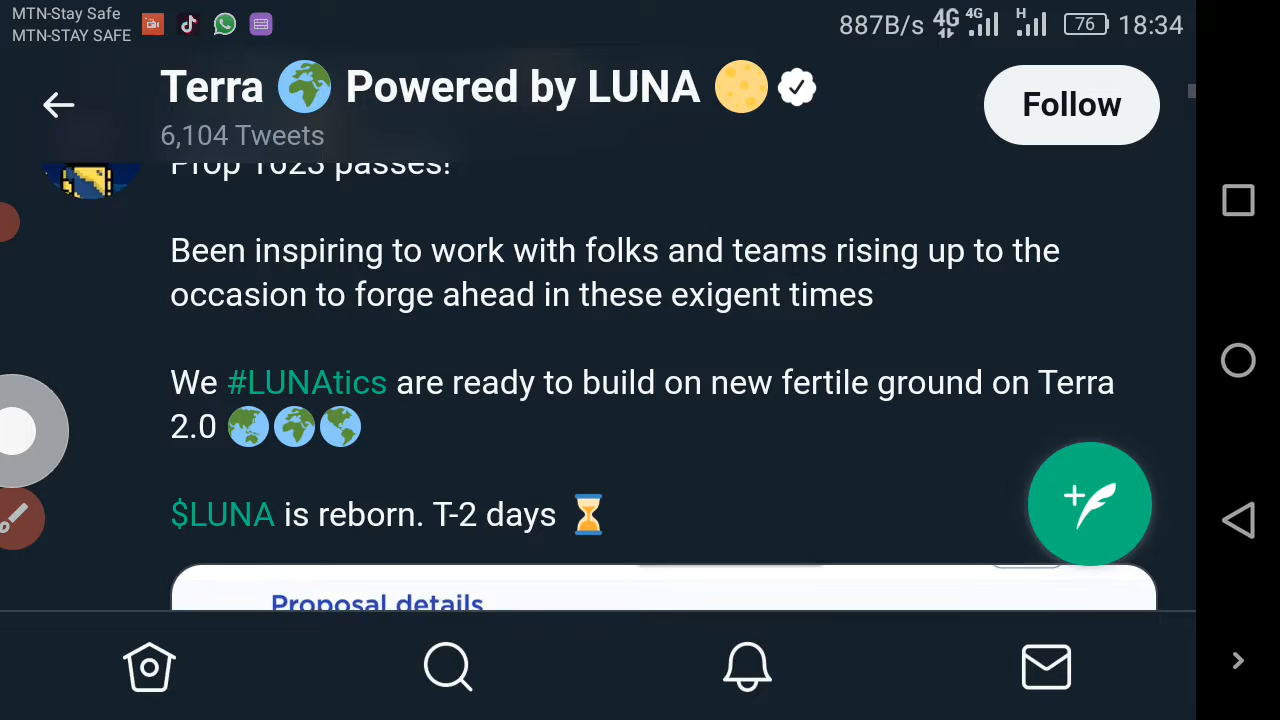 MTN-Stay Safe
MTN-STAY SAFE
887B/s 4G 4G H 76 18:34
Terra 🌍 Powered by LUNA 🌕
Follow
6,104 Tweets
Prop 1623 passes!
Been inspiring to work with folks and teams rising up to the
occasion to forge ahead in these exigent times
We #LUNAtics are ready to build on new fertile ground on Terra
2.0 🌏🌍🌎
$LUNA is reborn. T-2 days ⏳
Proposal details